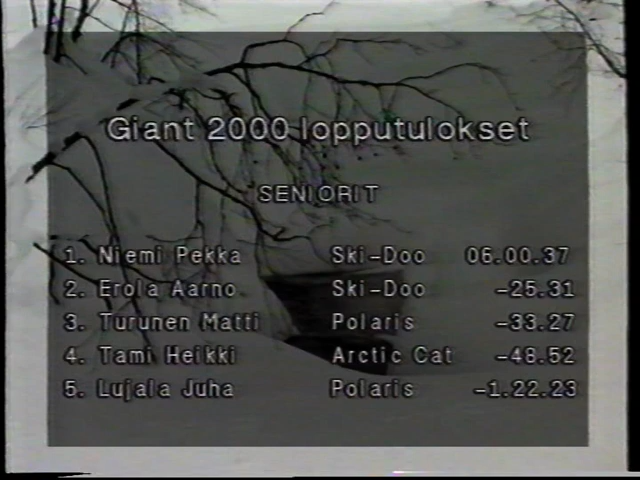 Giant 2000 lopputulokset
SENIORIT
1. Niemi Pekka Ski-Doo 06.00.37
2. Erola Aarno Ski-Doo -25.31
3. Turunen Matti Polaris -33.27
4. Tami Heikki Arctic Cat -48.52
5. Lujala Juha Polaris -1.22.23